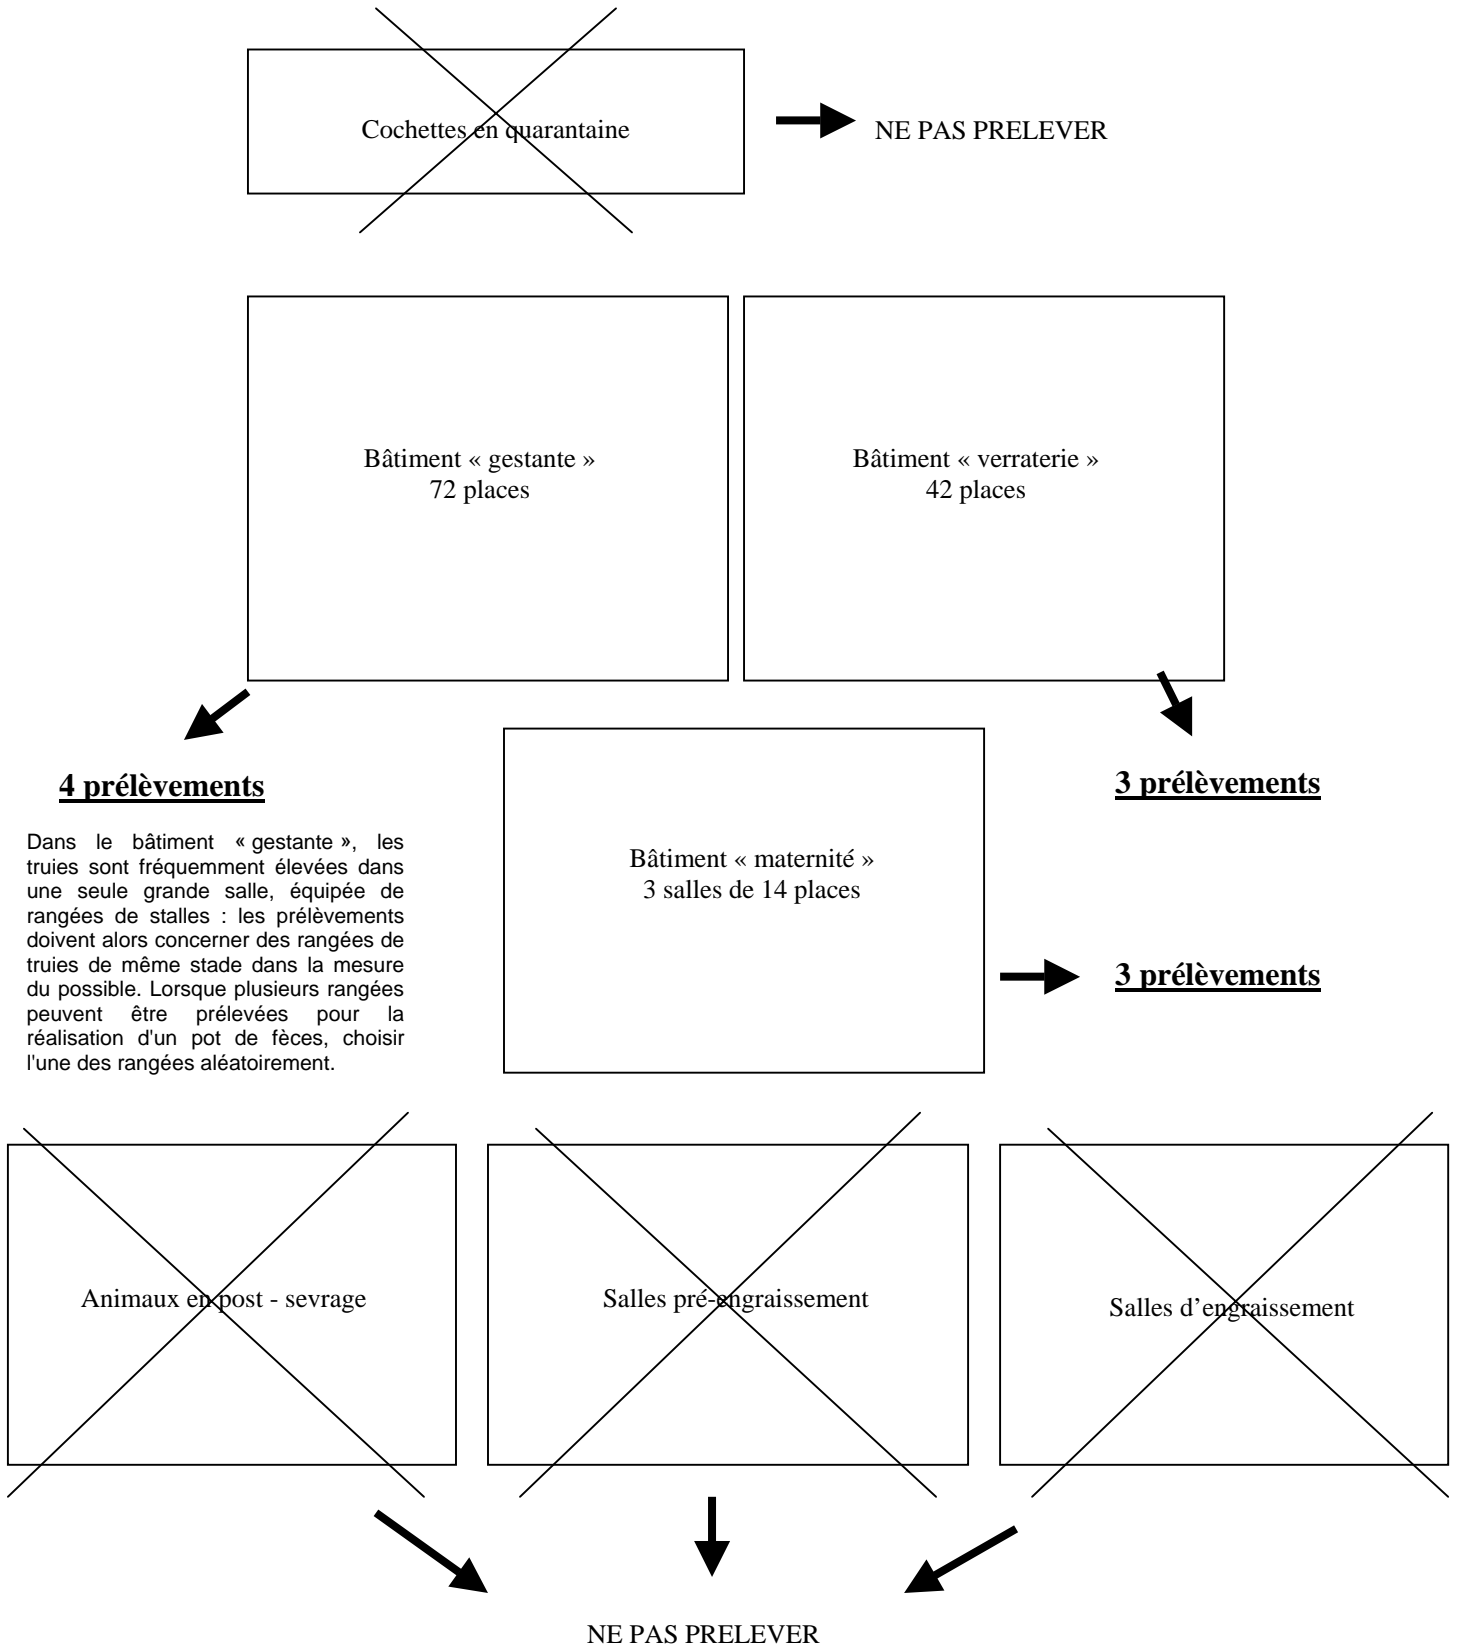 Cochettes en quarantaine
NE PAS PRELEVER
Bâtiment « gestante »
72 places
Bâtiment « verraterie »
42 places
4 prélèvements
3 prélèvements
Dans le bâtiment « gestante », les
truies sont fréquemment élevées dans
une seule grande salle, équipée de
rangées de stalles : les prélèvements
doivent alors concerner des rangées de
truies de même stade dans la mesure
du possible. Lorsque plusieurs rangées
peuvent être prélevées pour la
réalisation d'un pot de fèces, choisir
l'une des rangées aléatoirement.
Bâtiment « maternité »
3 salles de 14 places
3 prélèvements
Animaux en post - sevrage
Salles pré-engraissement
Salles d’engraissement
NE PAS PRELEVER